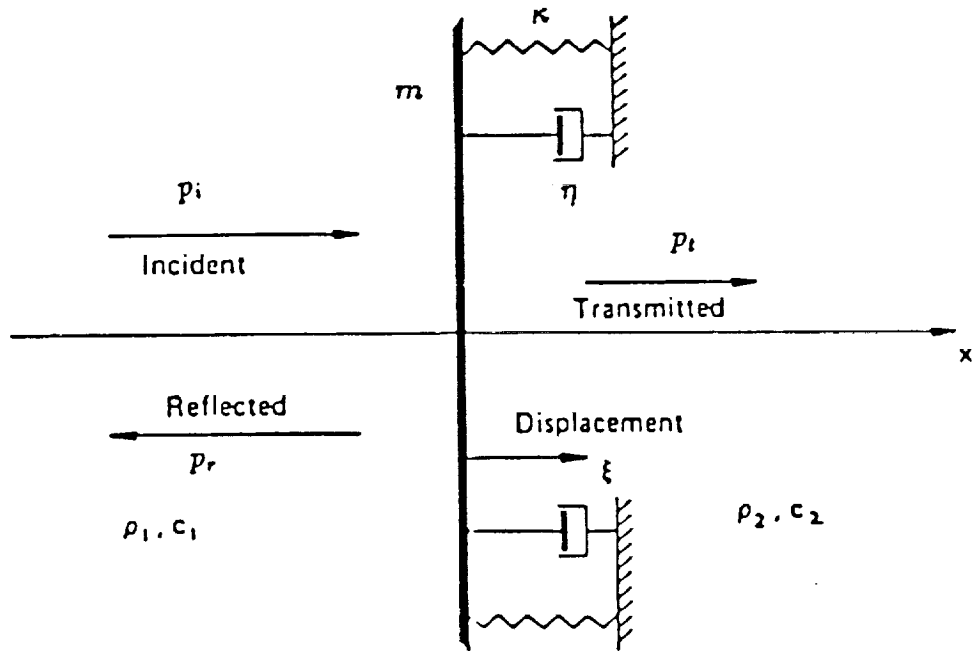 κ
m
η
pᵢ
Incident
pₜ
Transmitted
x
Reflected
pᵣ
Displacement
ξ
ρ₁, c₁
ρ₂, c₂